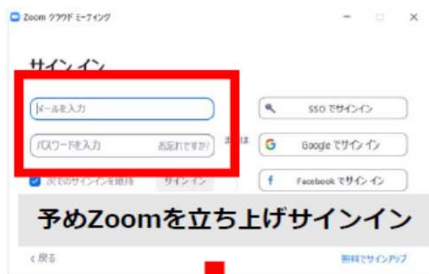 Zoom クラウド ミーティング
サイン イン
メールを入力
パスワードを入力 お忘れですか?
または
次でのサインインを維持 サイン イン
SSO でサインイン
Google でサイン イン
Facebook でサイン イン
予めZoomを立ち上げサインイン
< 戻る
無料でサインアップ